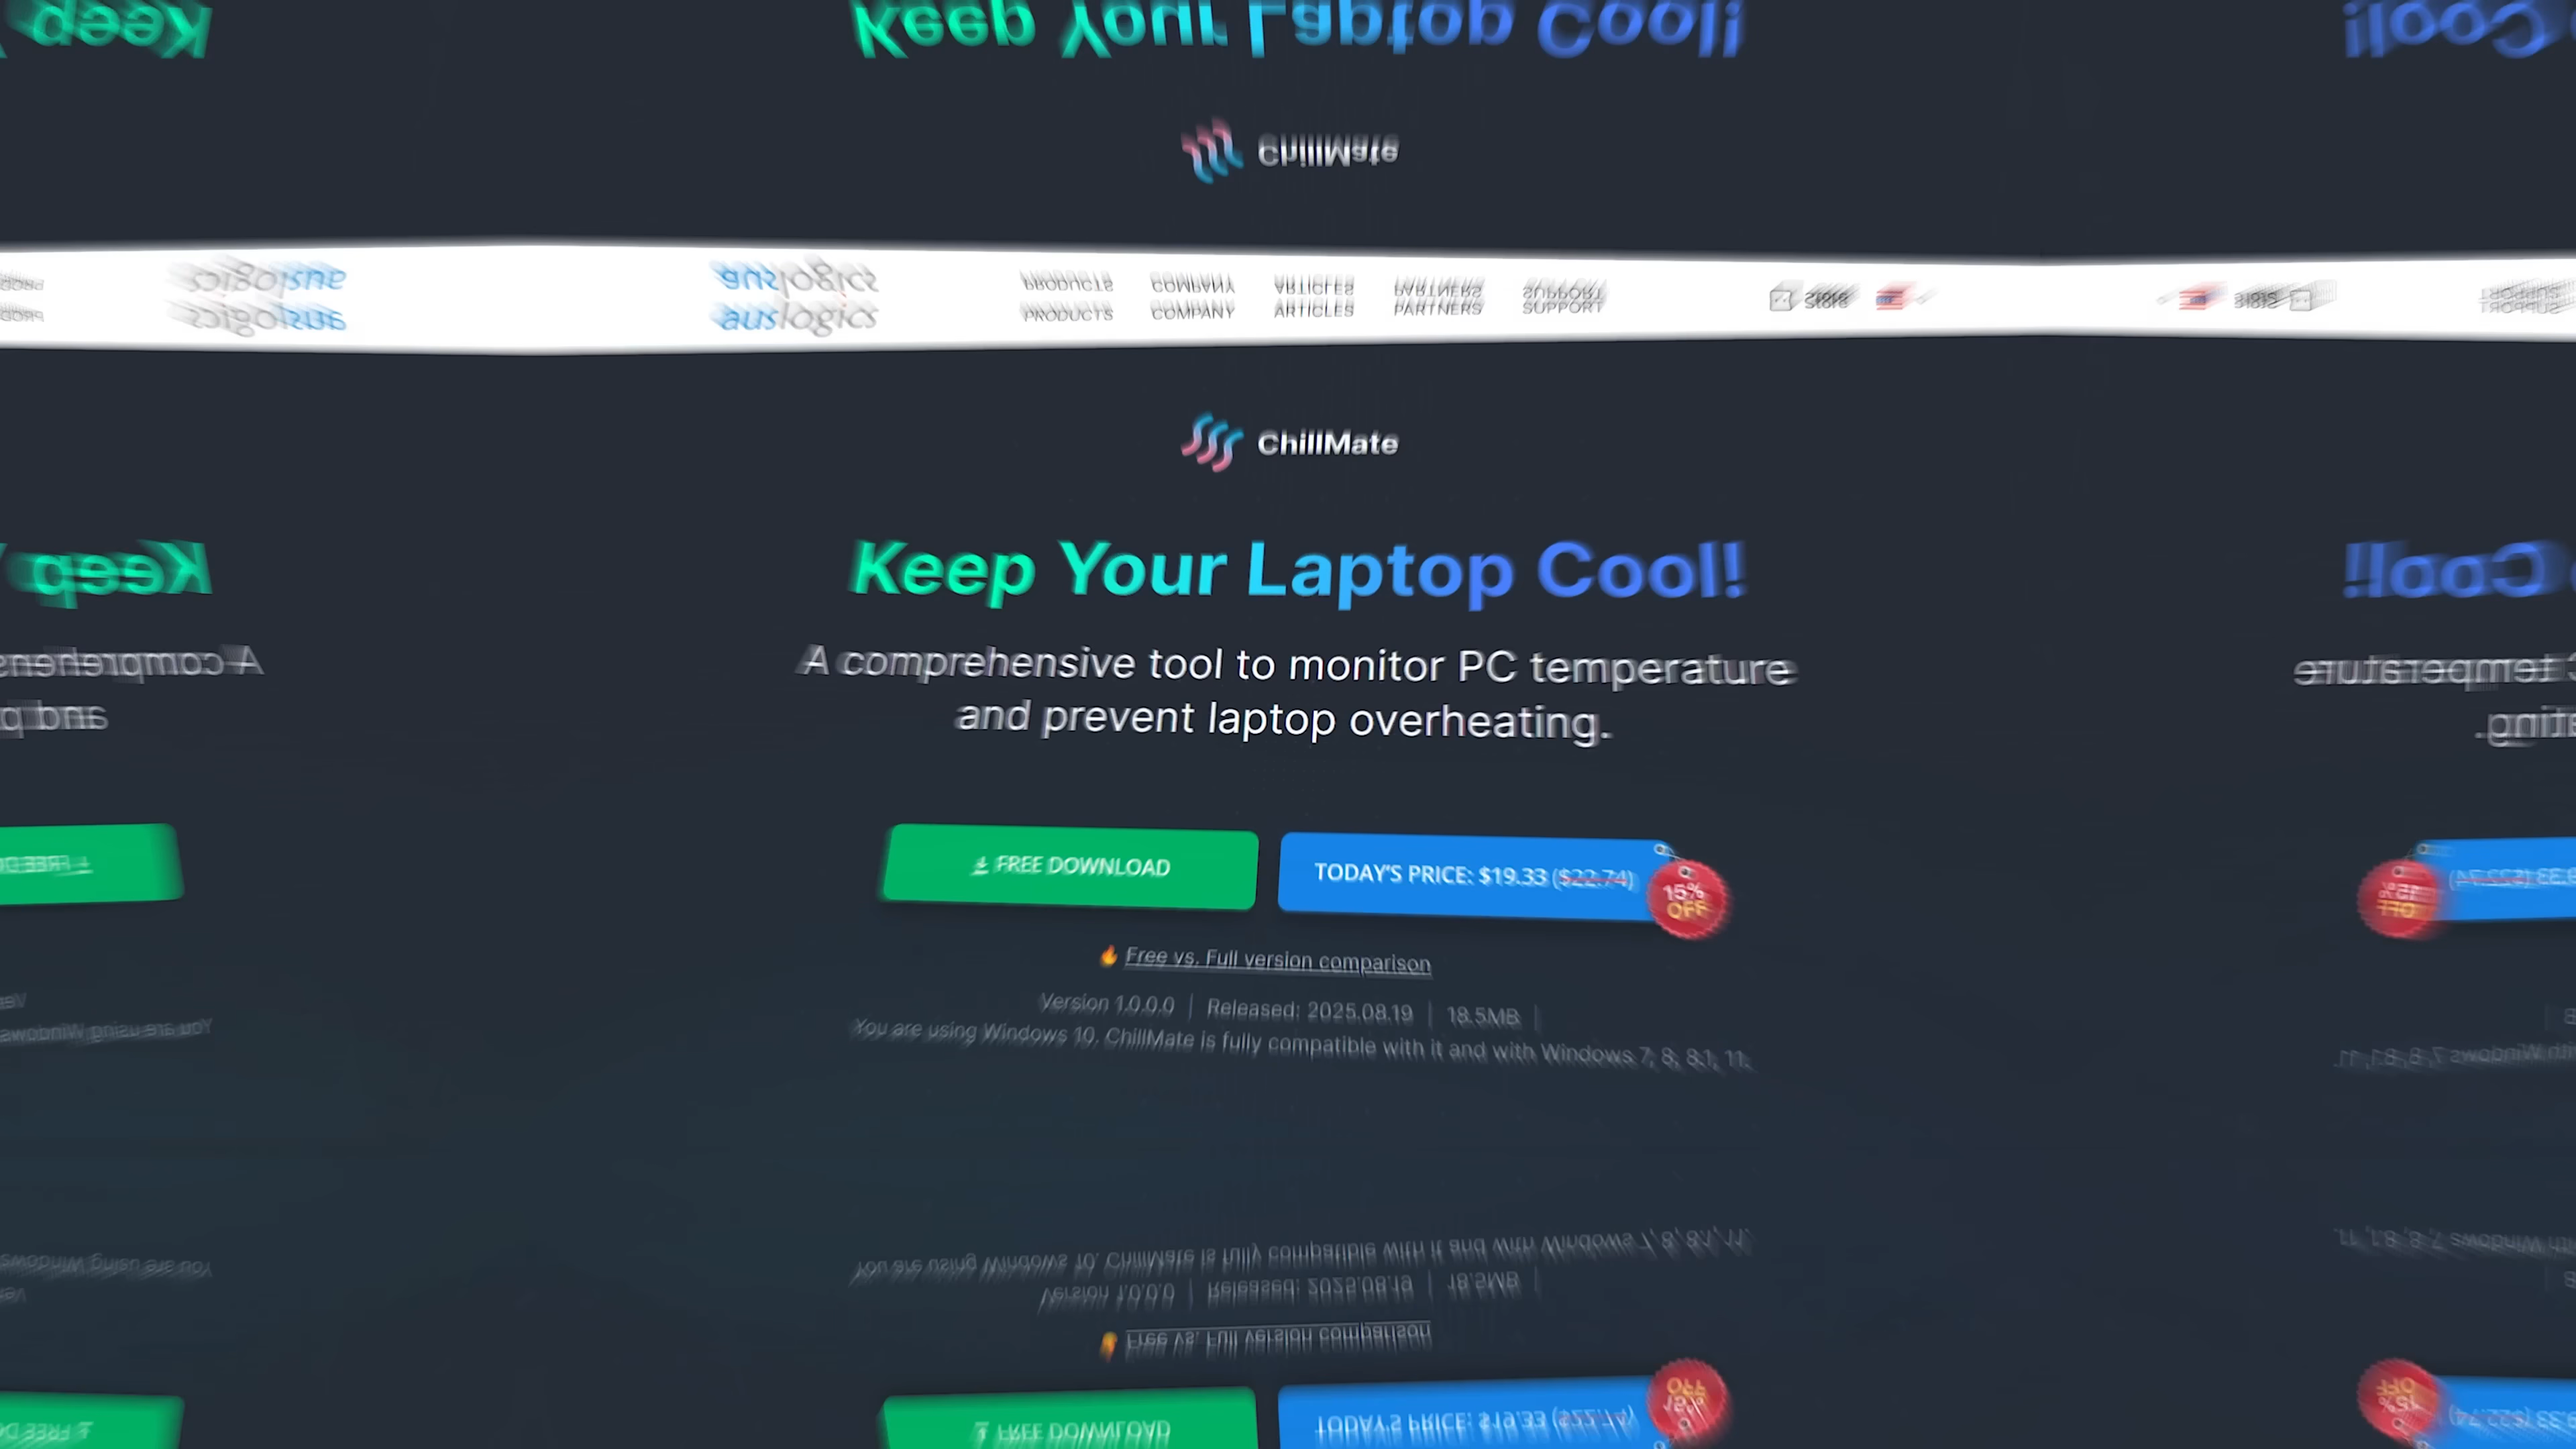 auslogics PRODUCTS COMPANY ARTICLES PARTNERS SUPPORT Store
ChillMate
Keep Your Laptop Cool!
A comprehensive tool to monitor PC temperature
and prevent laptop overheating.
FREE DOWNLOAD
TODAY'S PRICE: $19.33 ($22.74)
15%
OFF
Free vs. Full version comparison
Version 1.0.0.0 | Released: 2025.08.19 | 18.5MB |
You are using Windows 10. ChillMate is fully compatible with it and with Windows 7, 8, 8.1, 11.